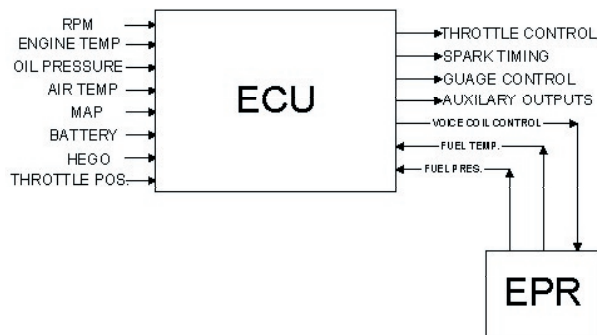 RPM
ENGINE TEMP
OIL PRESSURE
AIR TEMP
MAP
BATTERY
HEGO
THROTTLE POS.
ECU
THROTTLE CONTROL
SPARK TIMING
GUAGE CONTROL
AUXILARY OUTPUTS
VOICE COIL CONTROL
FUEL TEMP.
FUEL PRES.
EPR